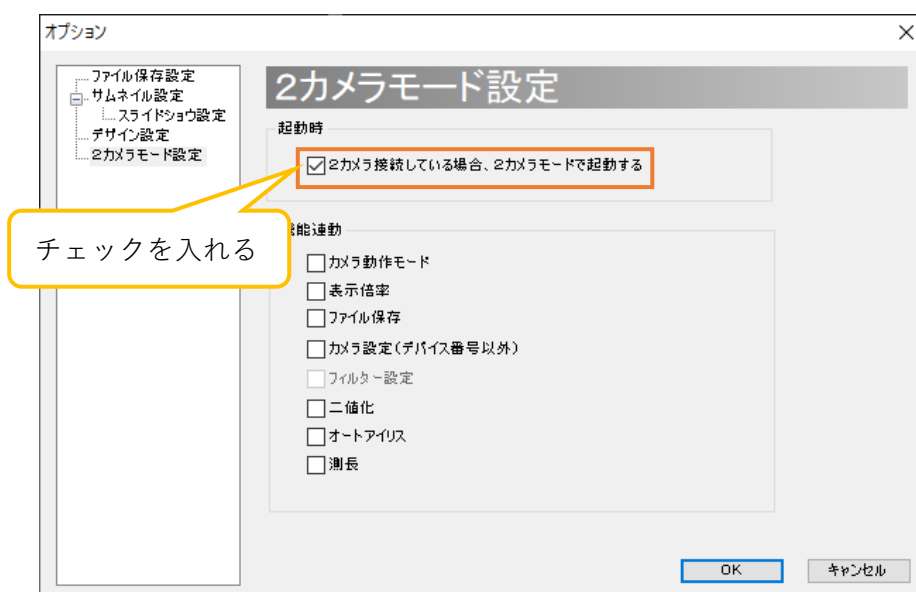 オプション
ファイル保存設定
サムネイル設定
スライドショウ設定
デザイン設定
2カメラモード設定
2カメラモード設定
起動時
2カメラ接続している場合、2カメラモードで起動する
チェックを入れる
能連動
カメラ動作モード
表示倍率
ファイル保存
カメラ設定(デバイス番号以外)
フィルター設定
二値化
オートアイリス
測長
OK
キャンセル